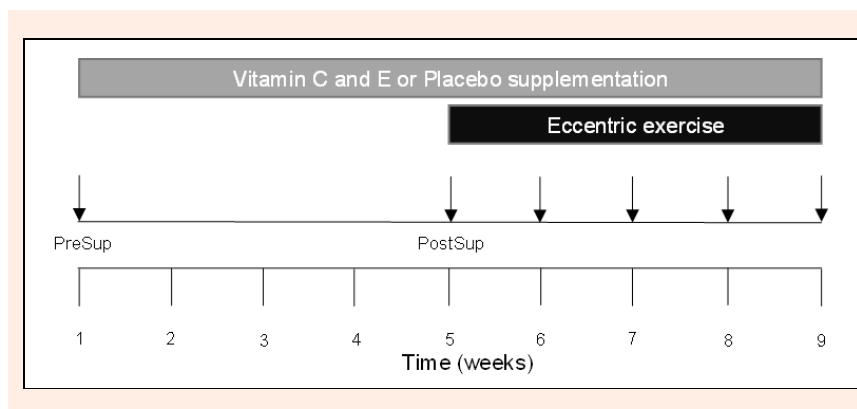 Vitamin C and E or Placebo supplementation
Eccentric exercise
PreSup PostSup
1 2 3 4 5 6 7 8 9
Time (weeks)